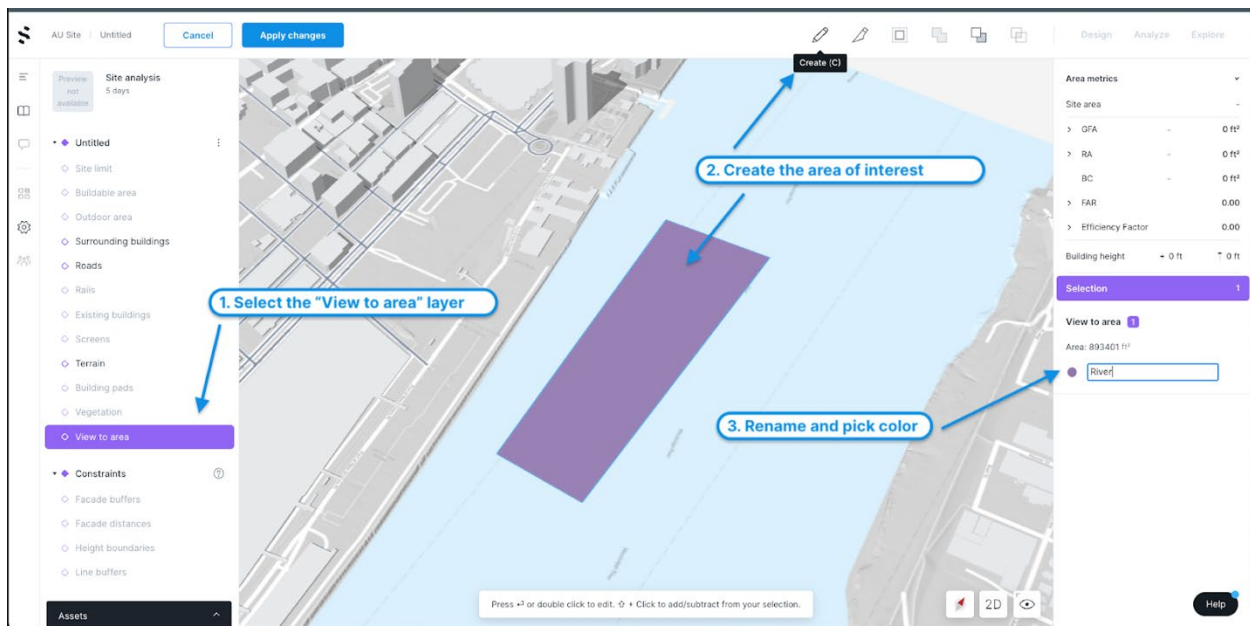 AU Site
Untitled
Cancel
Apply changes
Design
Analyze
Explore
Create (C)
Preview not available
Site analysis
5 days
Untitled
Site limit
Buildable area
Outdoor area
Surrounding buildings
Roads
Rails
Existing buildings
Screens
Terrain
Building pads
Vegetation
View to area
Constraints
Facade buffers
Facade distances
Height boundaries
Line buffers
Assets
1. Select the “View to area” layer
2. Create the area of interest
3. Rename and pick color
Press ⏎ or double click to edit. ⇧ + Click to add/subtract from your selection.
2D
Area metrics
Site area -
GFA - 0 ft²
RA - 0 ft²
BC - 0 ft²
FAR 0.00
Efficiency Factor 0.00
Building height 0 ft 0 ft
Selection 1
View to area 1
Area: 893401 ft²
River
Help